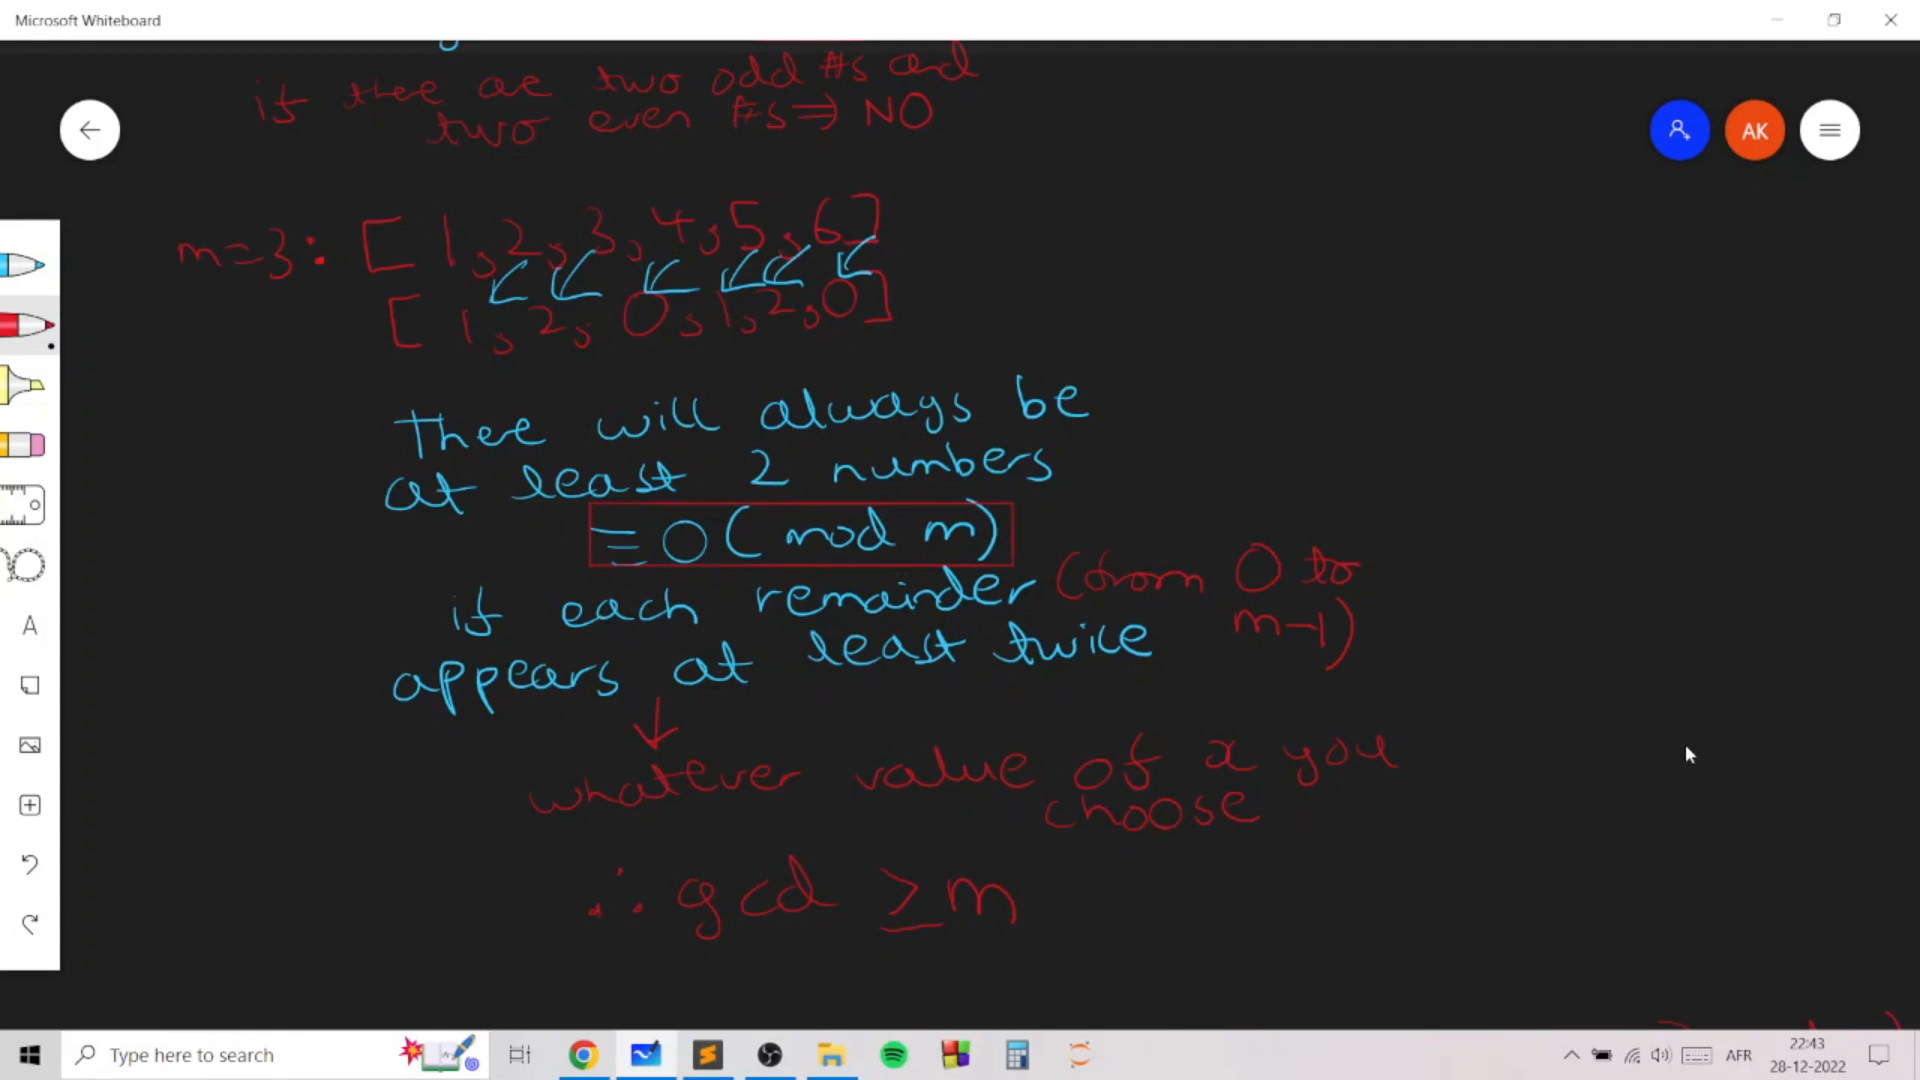 Microsoft Whiteboard
if there are two odd #s and
two even #s ⇒ NO
AK
m=3: [1, 2, 3, 4, 5, 6]
[1, 2, 0, 1, 2, 0]
There will always be
at least 2 numbers
≡ 0 (mod m)
if each remainder (from 0 to
m-1)
appears at least twice
↓
whatever value of x you
choose
∴ gcd ≥ m
A
Type here to search
AFR
22:43
28-12-2022